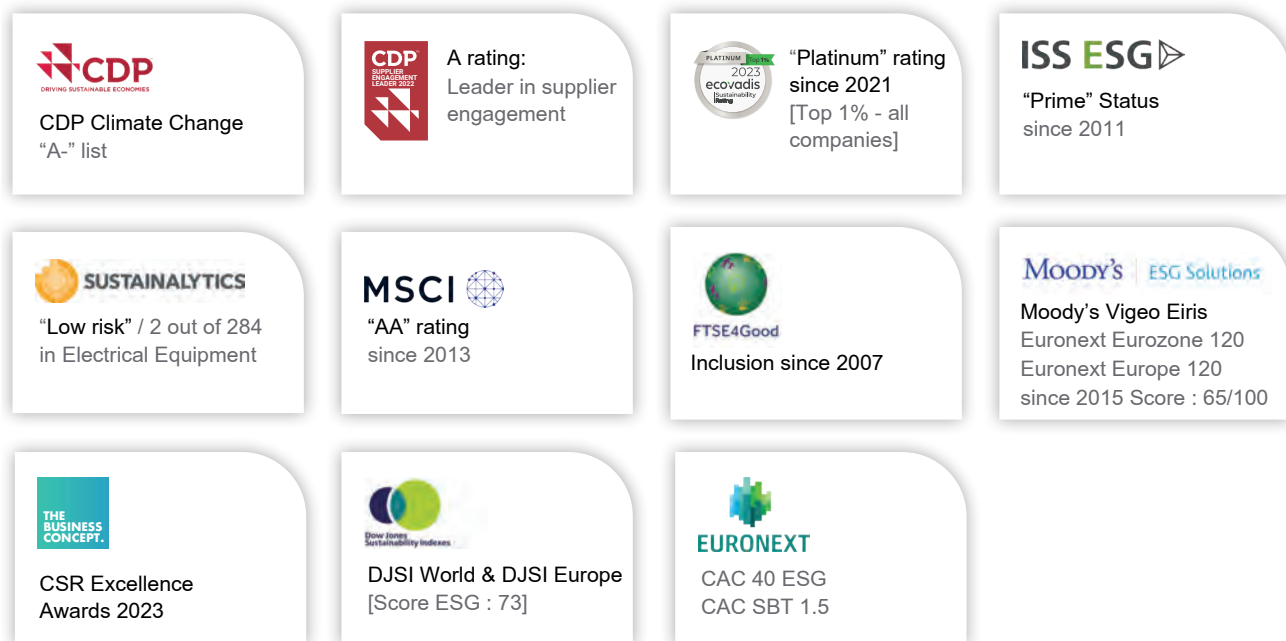 CDP
DRIVING SUSTAINABLE ECONOMIES
CDP Climate Change
“A-” list
CDP
SUPPLIER
ENGAGEMENT
LEADER 2022
A rating:
Leader in supplier
engagement
PLATINUM Top 1%
2023
ecovadis
Sustainability
Rating
“Platinum” rating
since 2021
[Top 1% - all
companies]
ISS ESG
“Prime” Status
since 2011
SUSTAINALYTICS
“Low risk” / 2 out of 284
in Electrical Equipment
MSCI
“AA” rating
since 2013
FTSE4Good
Inclusion since 2007
MOODY’S ESG Solutions
Moody’s Vigeo Eiris
Euronext Eurozone 120
Euronext Europe 120
since 2015 Score : 65/100
THE
BUSINESS
CONCEPT.
CSR Excellence
Awards 2023
Dow Jones
Sustainability Indexes
DJSI World & DJSI Europe
[Score ESG : 73]
EURONEXT
CAC 40 ESG
CAC SBT 1.5